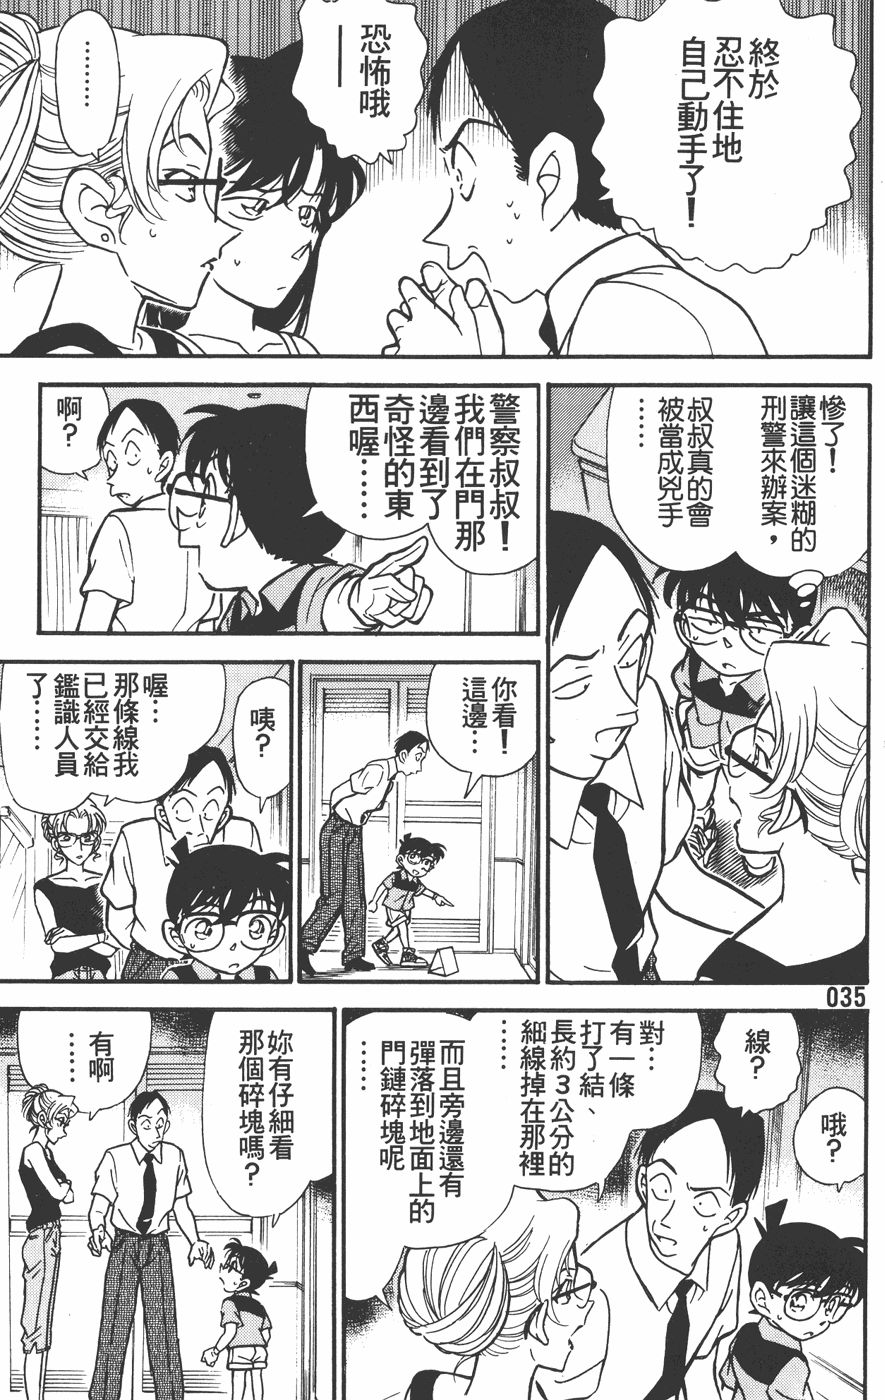 終於
忍不住地
自己動手了！
恐怖哦
——
……
慘了！
讓這個迷糊的
刑警來辦案，
叔叔真的會
被當成兇手
……
警察叔叔！
我們在門那
邊看到了
奇怪的東
西喔……
啊？
你看！
這邊…
咦？
喔…
那條線我
已經交給
鑑識人員
了……
035
線？
哦？
對…
有一條
打了結、
長約3公分的
細線掉在那裡
……
而且旁邊還有
彈落到地面上的
門鏈碎塊呢
……
妳有仔細看
那個碎塊嗎？
有啊
……